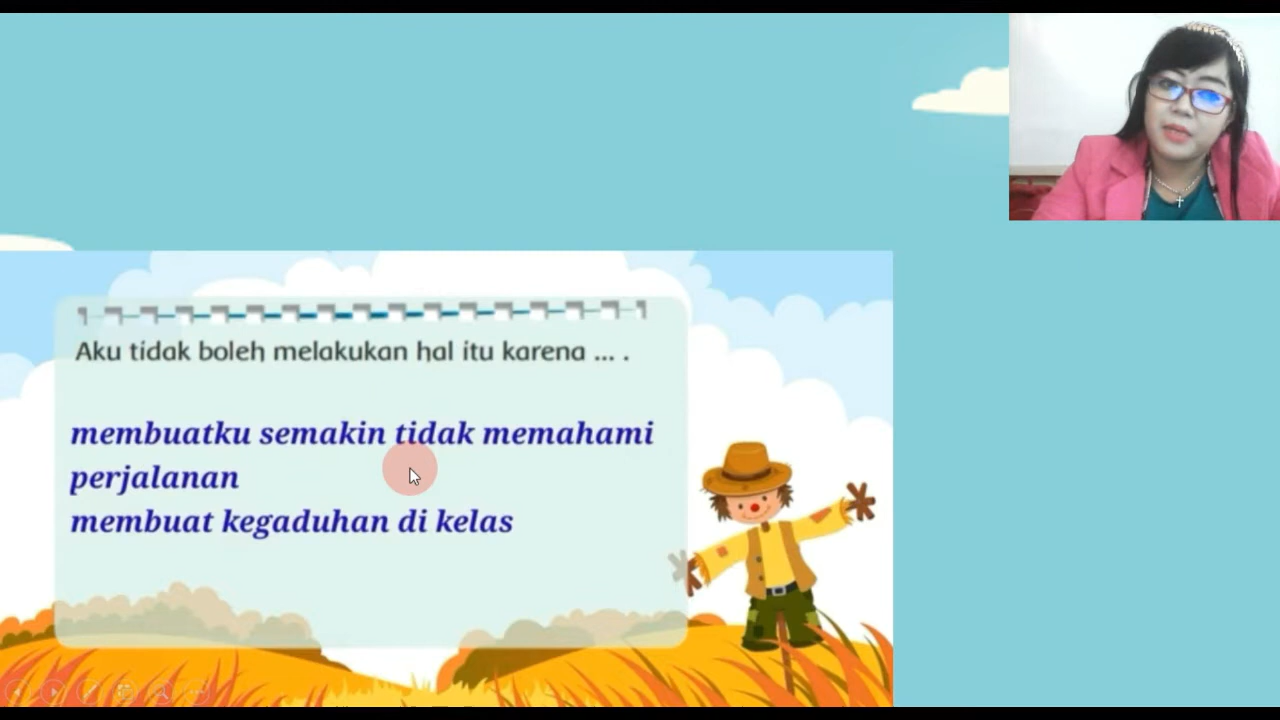 Aku tidak boleh melakukan hal itu karena ... .
membuatku semakin tidak memahami
perjalanan
membuat kegaduhan di kelas